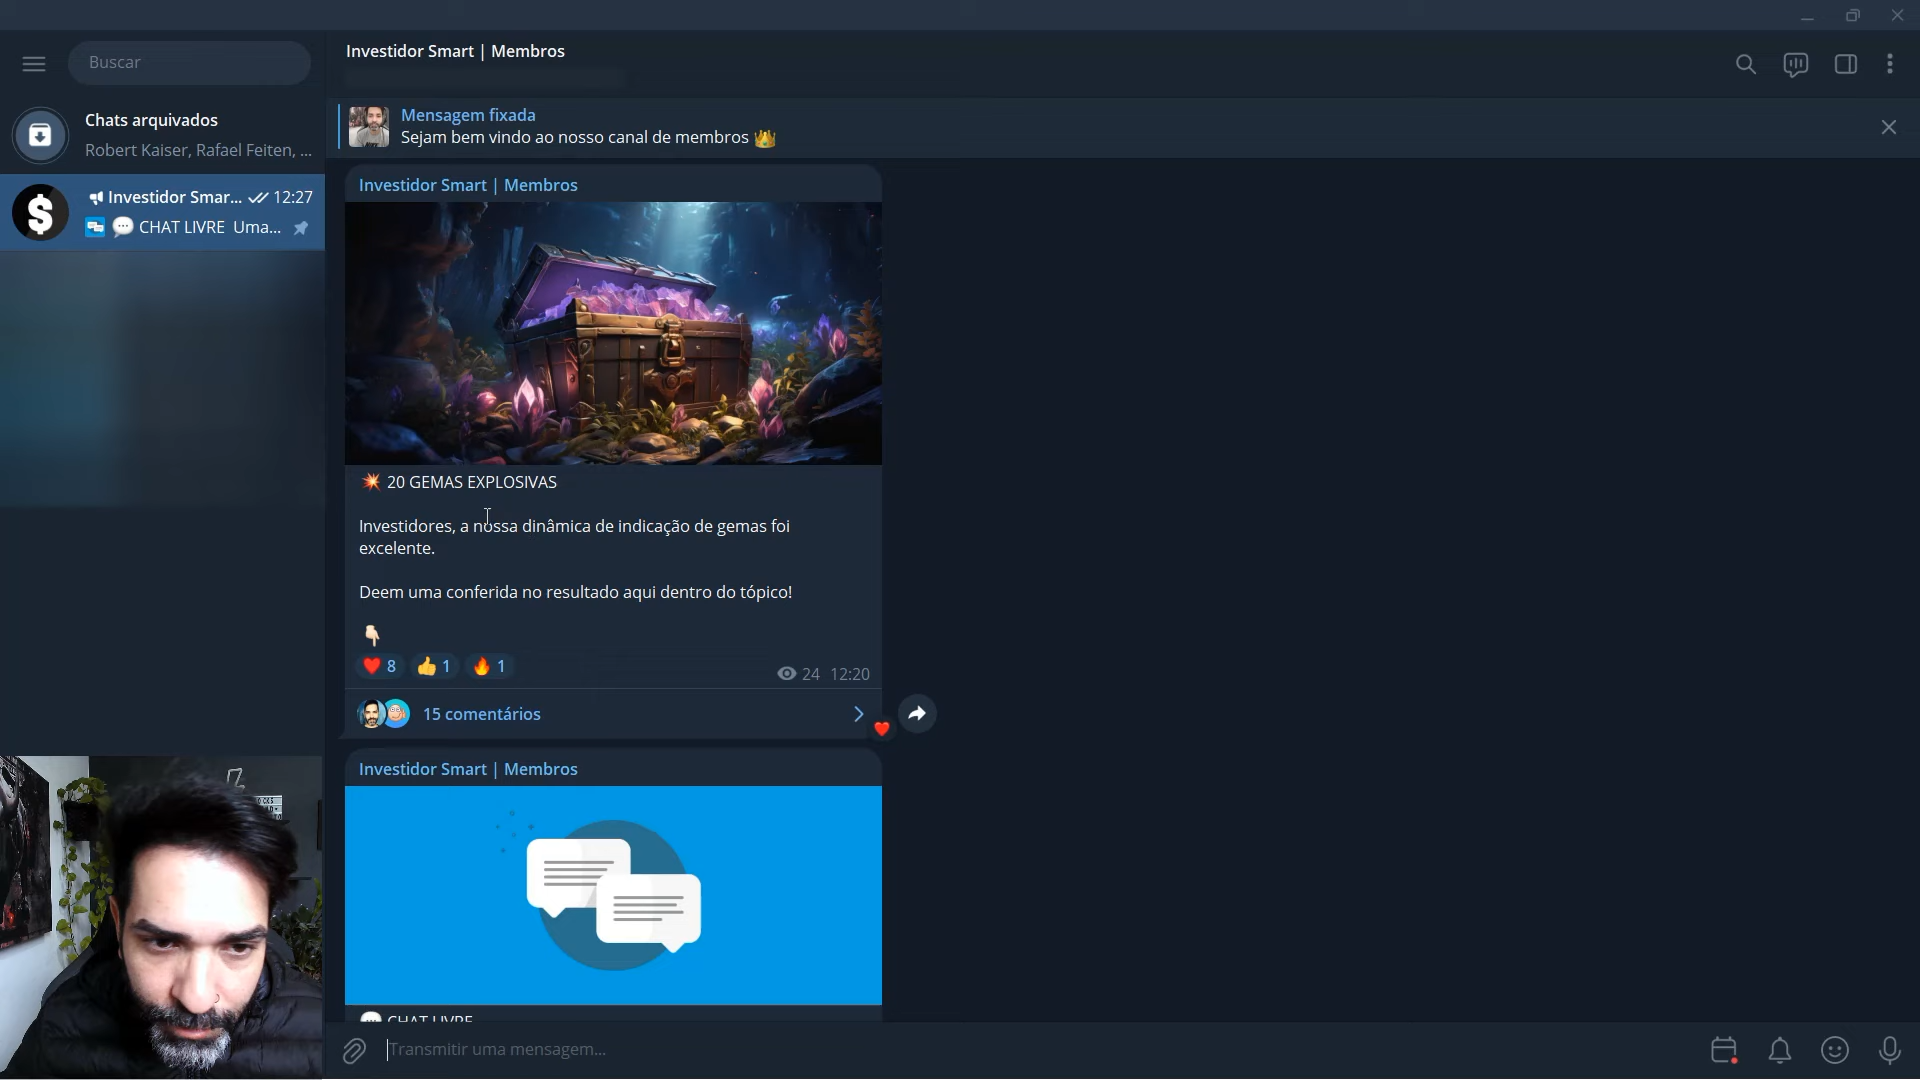 Buscar
Chats arquivados
Robert Kaiser, Rafael Feiten, ...
Investidor Smar... 12:27
CHAT LIVRE Uma...
Investidor Smart | Membros
Mensagem fixada
Sejam bem vindo ao nosso canal de membros
Investidor Smart | Membros
20 GEMAS EXPLOSIVAS
Investidores, a nossa dinâmica de indicação de gemas foi
excelente.
Deem uma conferida no resultado aqui dentro do tópico!
8 1 1
24 12:20
15 comentários
Investidor Smart | Membros
CHAT LIVRE
Transmitir uma mensagem...